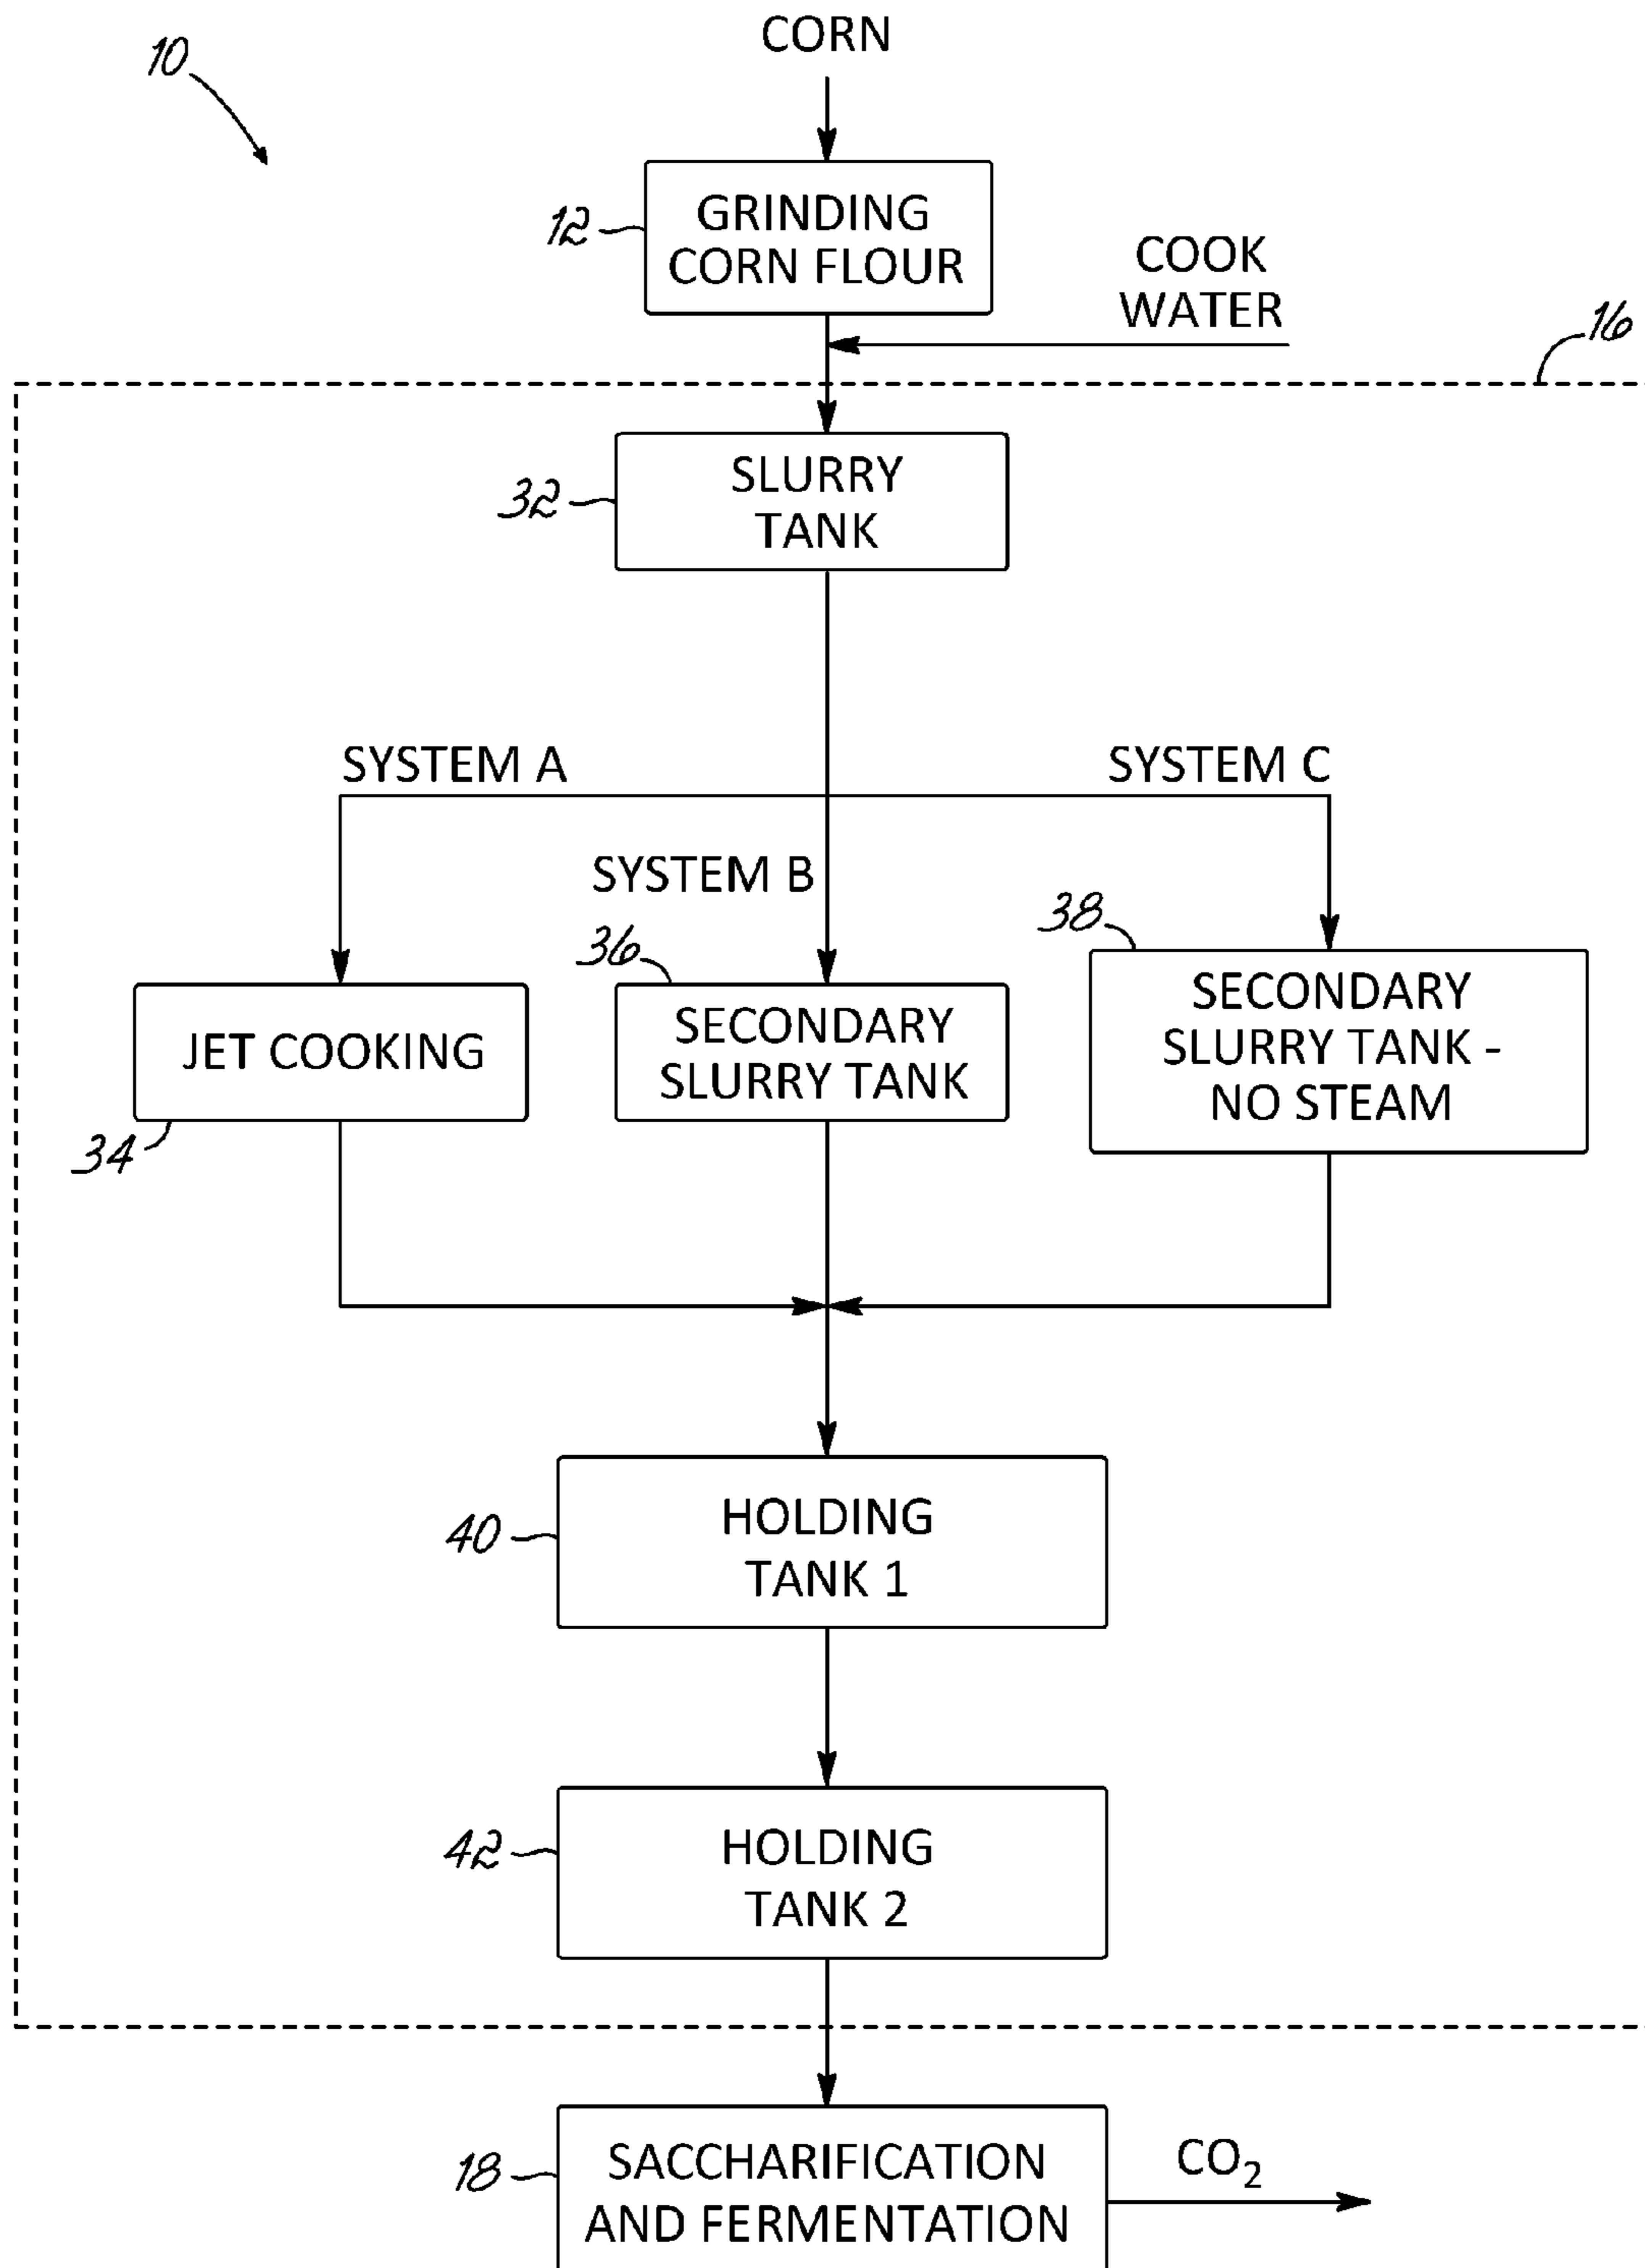 10
CORN
12
GRINDING
CORN FLOUR
COOK
WATER
16
32
SLURRY
TANK
SYSTEM A
SYSTEM C
SYSTEM B
36
38
JET COOKING
34
SECONDARY
SLURRY TANK
SECONDARY
SLURRY TANK -
NO STEAM
40
HOLDING
TANK 1
42
HOLDING
TANK 2
18
SACCHARIFICATION
AND FERMENTATION
CO₂